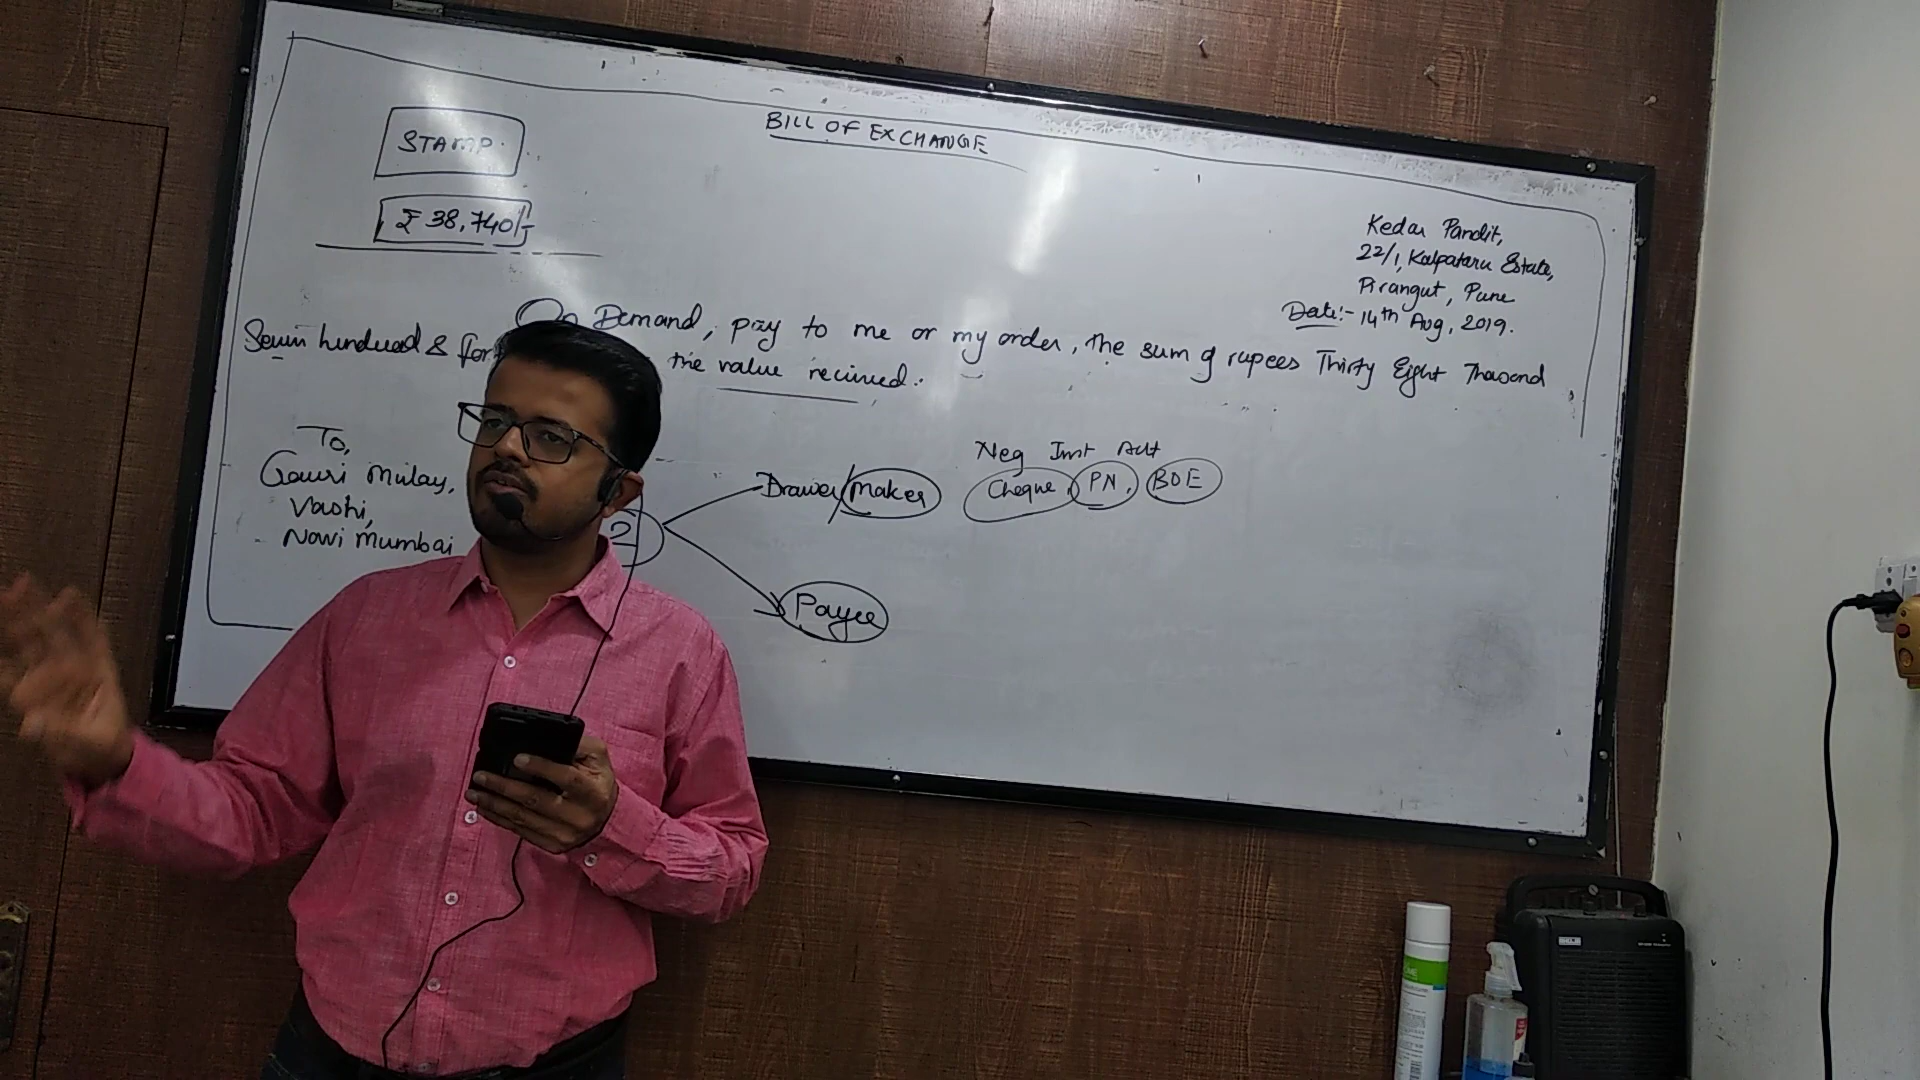 BILL OF EXCHANGE
STAMP
₹ 38,740/-
Kedar Pandit,
22/1, Kalpataru Estate,
Pirangut, Pune
Date:- 14th Aug, 2019.
On Demand, pay to me or my order, the sum of rupees Thirty Eight Thousand
Seven hundred & the value received.
To,
Gauri Mulay,
Vashi,
Navi Mumbai
2
Drawer/Maker
Payee
Neg Inst Act
Cheque, PN, BOE